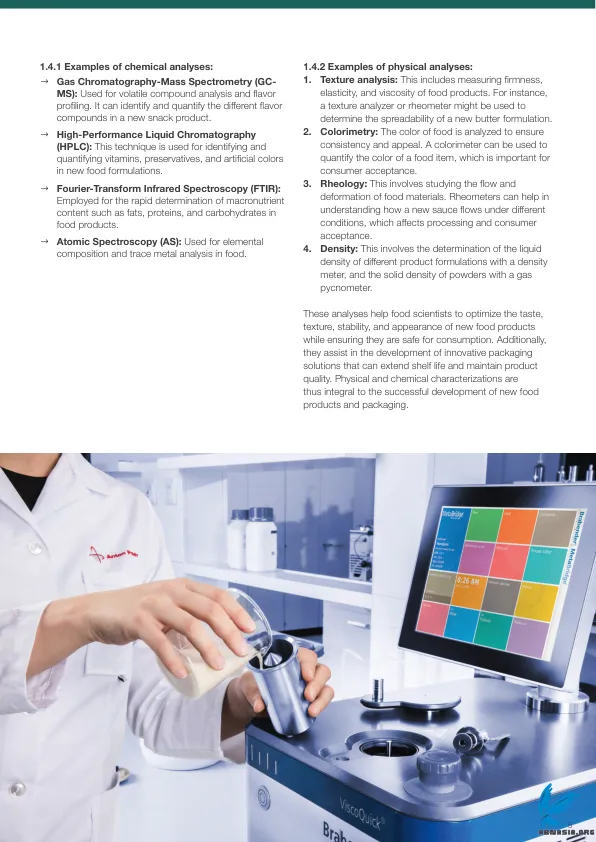 1.4.1 Examples of chemical analyses:
→ Gas Chromatography-Mass Spectrometry (GC-
MS): Used for volatile compound analysis and flavor
profiling. It can identify and quantify the different flavor
compounds in a new snack product.
→ High-Performance Liquid Chromatography
(HPLC): This technique is used for identifying and
quantifying vitamins, preservatives, and artificial colors
in new food formulations.
→ Fourier-Transform Infrared Spectroscopy (FTIR):
Employed for the rapid determination of macronutrient
content such as fats, proteins, and carbohydrates in
food products.
→ Atomic Spectroscopy (AS): Used for elemental
composition and trace metal analysis in food.
1.4.2 Examples of physical analyses:
1. Texture analysis: This includes measuring firmness,
elasticity, and viscosity of food products. For instance,
a texture analyzer or rheometer might be used to
determine the spreadability of a new butter formulation.
2. Colorimetry: The color of food is analyzed to ensure
consistency and appeal. A colorimeter can be used to
quantify the color of a food item, which is important for
consumer acceptance.
3. Rheology: This involves studying the flow and
deformation of food materials. Rheometers can help in
understanding how a new sauce flows under different
conditions, which affects processing and consumer
acceptance.
4. Density: This involves the determination of the liquid
density of different product formulations with a density
meter, and the solid density of powders with a gas
pycnometer.
These analyses help food scientists to optimize the taste,
texture, stability, and appearance of new food products
while ensuring they are safe for consumption. Additionally,
they assist in the development of innovative packaging
solutions that can extend shelf life and maintain product
quality. Physical and chemical characterizations are
thus integral to the successful development of new food
products and packaging.
Anton Paar
Brabender MetaBridge
8:26 AM
ViscoQuick®
Brabe